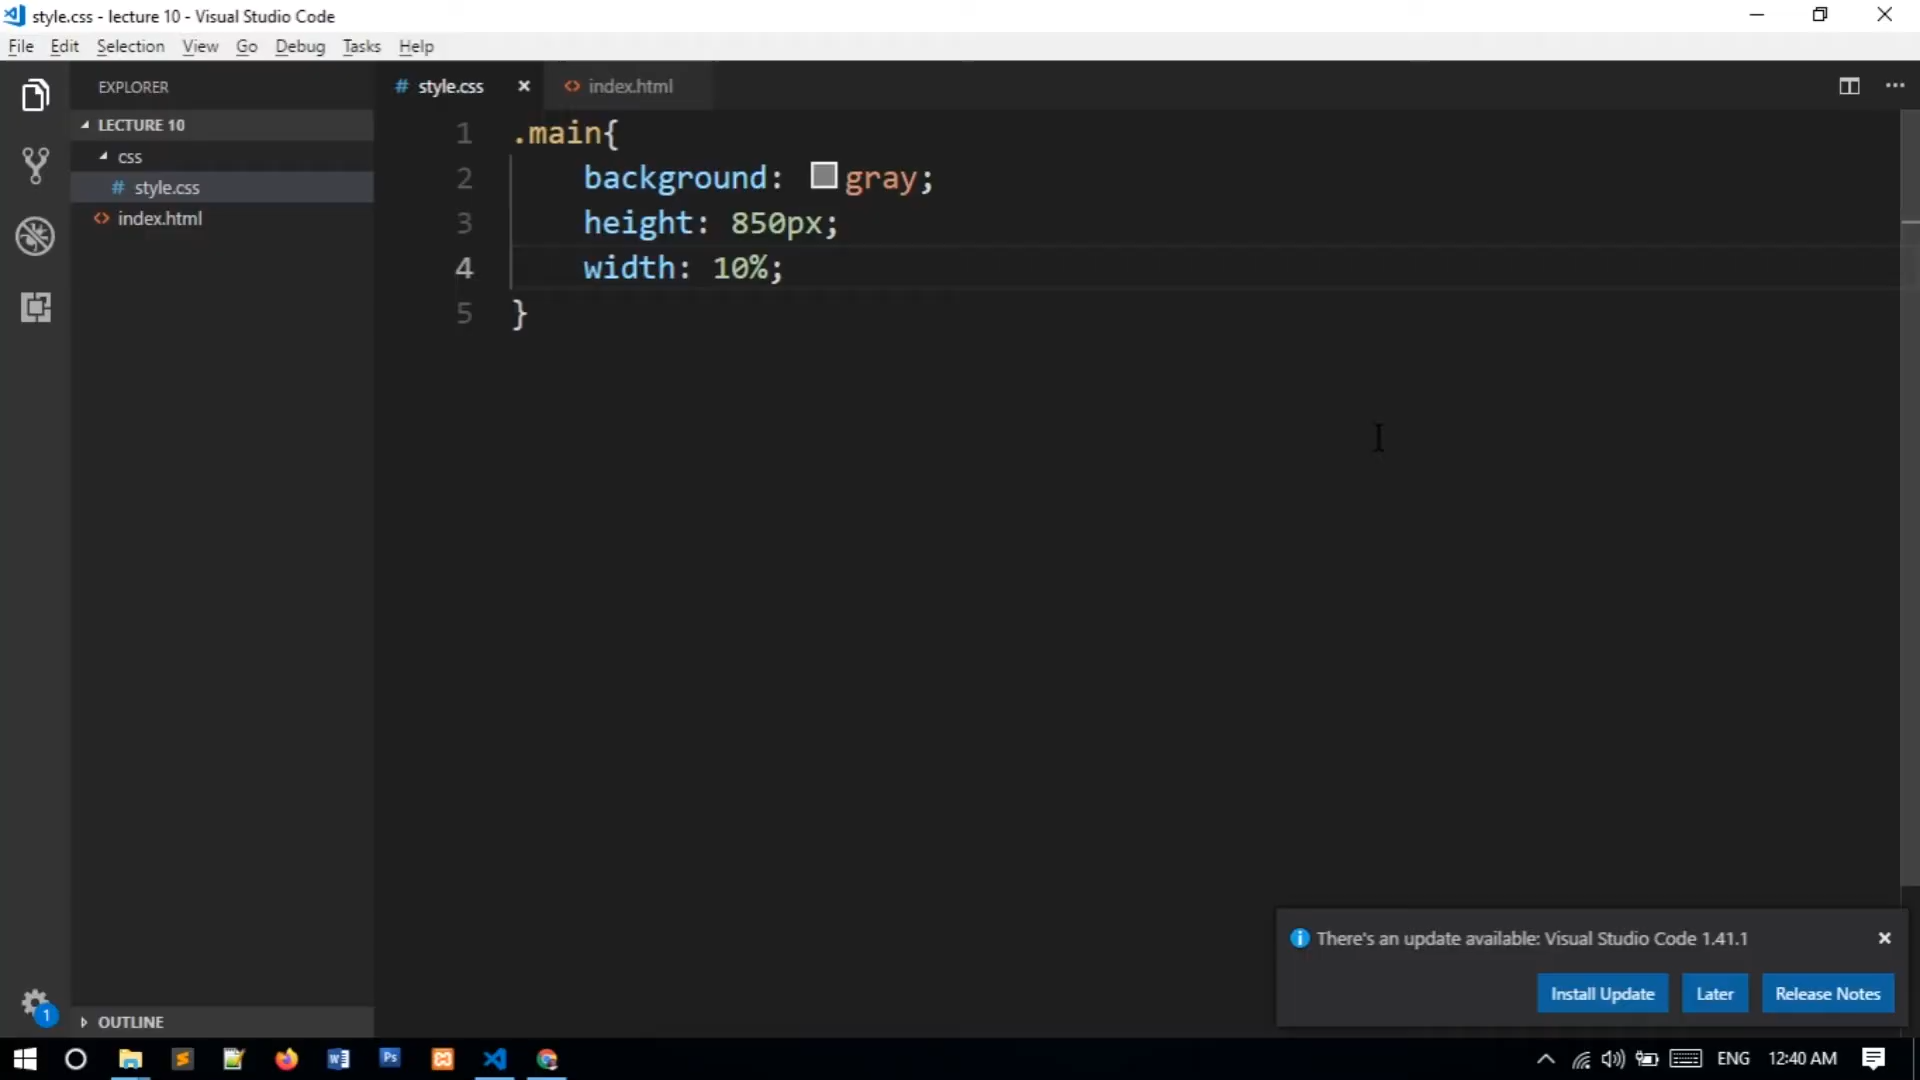 style.css - lecture 10 - Visual Studio Code
File Edit Selection View Go Debug Tasks Help
EXPLORER
LECTURE 10
css
# style.css
<> index.html
# style.css ×
<> index.html
1 .main{
2 background: gray;
3 height: 850px;
4 width: 10%;
5 }
There's an update available: Visual Studio Code 1.41.1
Install Update Later Release Notes
1
OUTLINE
W Ps
ENG 12:40 AM